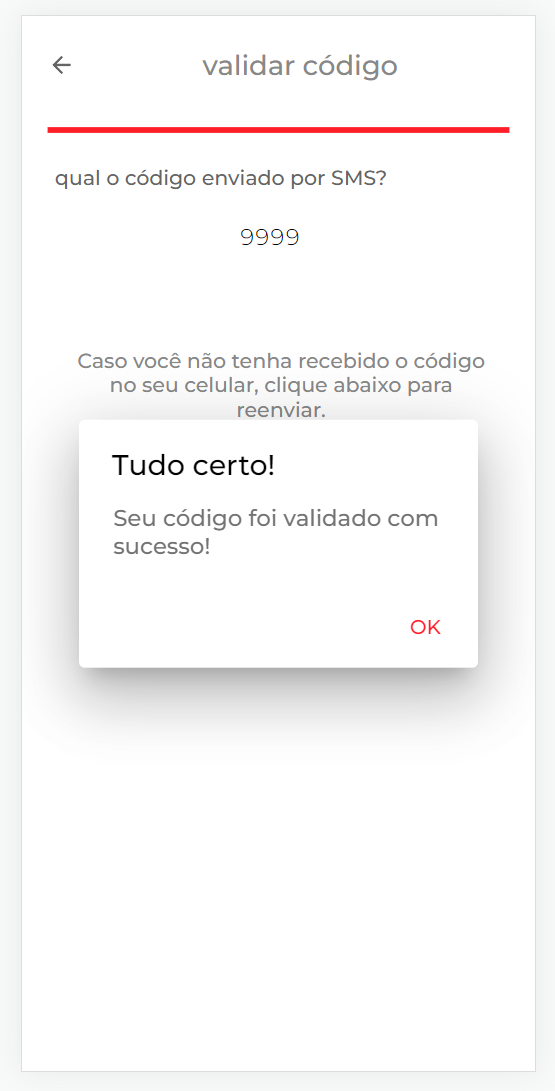 validar código
qual o código enviado por SMS?
9999
Caso você não tenha recebido o código
no seu celular, clique abaixo para
reenviar.
Tudo certo!
Seu código foi validado com
sucesso!
OK